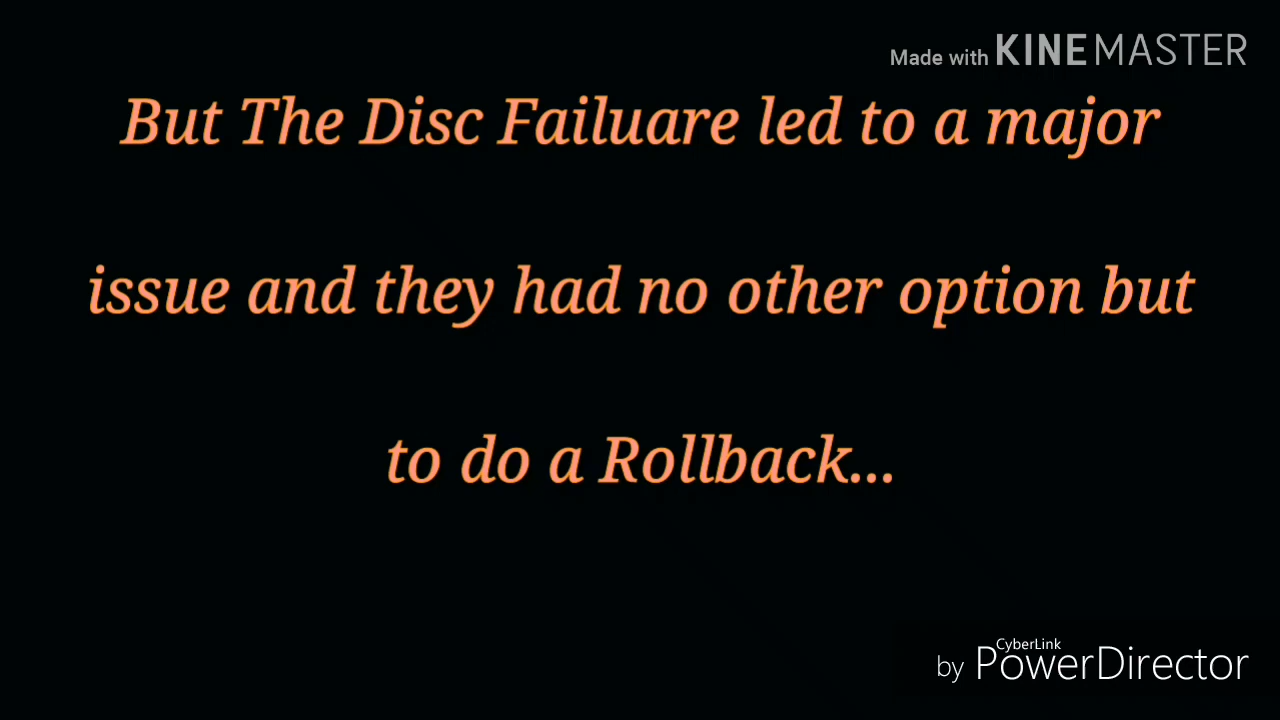 Made with KINEMASTER
But The Disc Failuare led to a major
issue and they had no other option but
to do a Rollback...
CyberLink
by PowerDirector